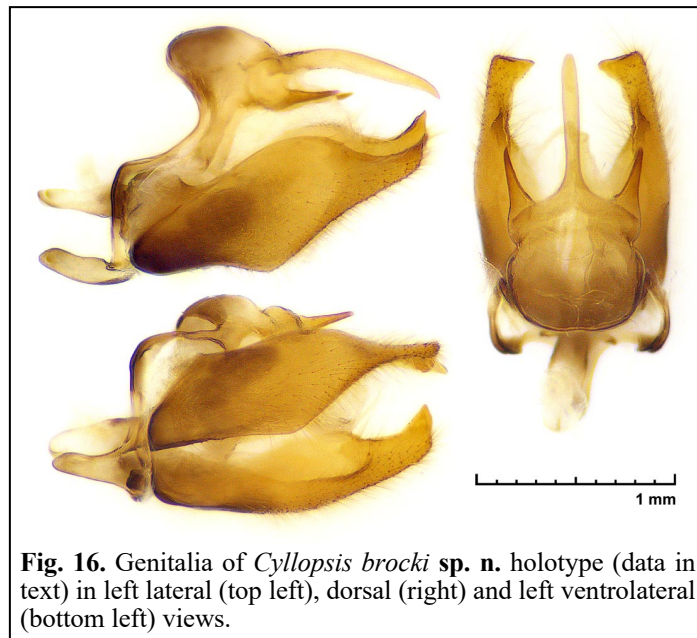 1 mm
Fig. 16. Genitalia of Cyllopsis brocki sp. n. holotype (data in
text) in left lateral (top left), dorsal (right) and left ventrolateral
(bottom left) views.